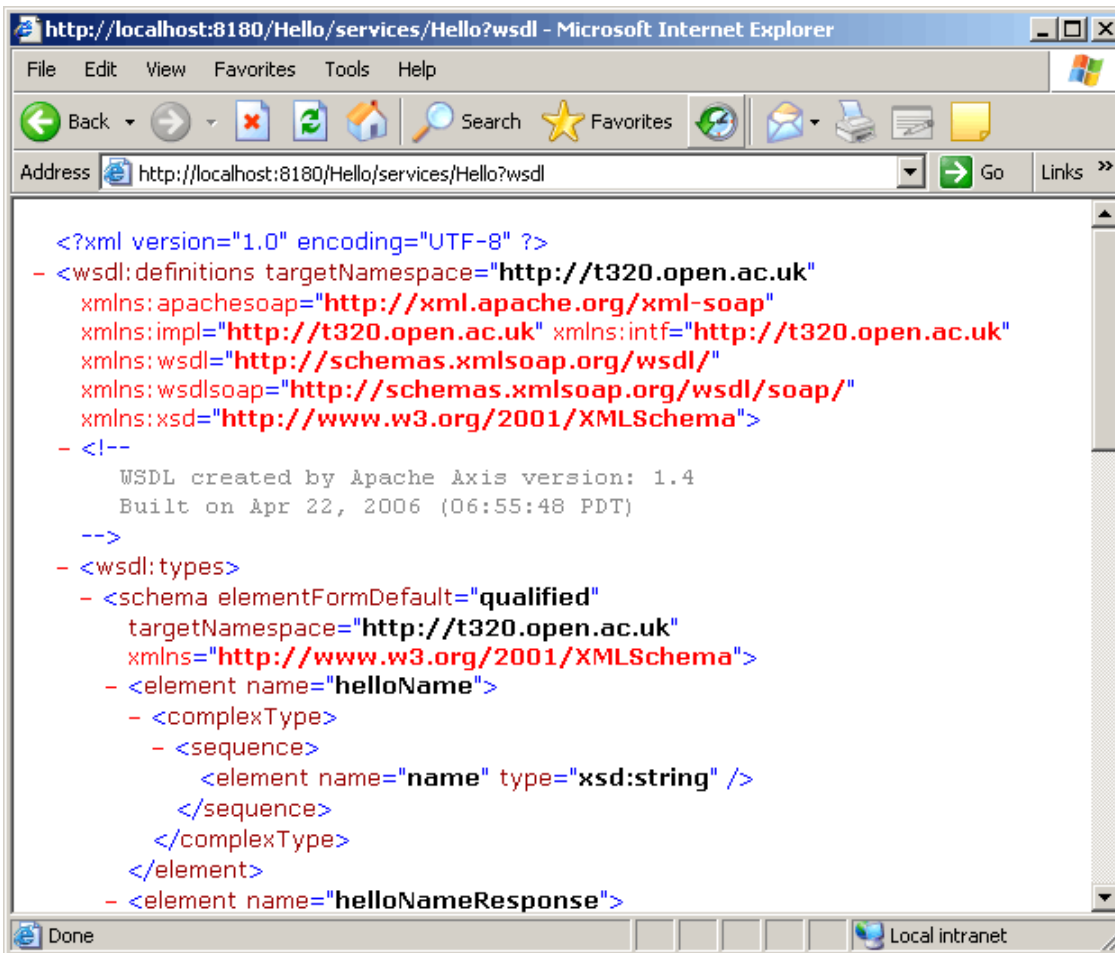 http://localhost:8180/Hello/services/Hello?wsdl - Microsoft Internet Explorer
File Edit View Favorites Tools Help
Back Search Favorites
Address http://localhost:8180/Hello/services/Hello?wsdl Go Links »
<?xml version="1.0" encoding="UTF-8" ?>
- <wsdl:definitions targetNamespace="http://t320.open.ac.uk"
xmlns:apachesoap="http://xml.apache.org/xml-soap"
xmlns:impl="http://t320.open.ac.uk" xmlns:intf="http://t320.open.ac.uk"
xmlns:wsdl="http://schemas.xmlsoap.org/wsdl/"
xmlns:wsdlsoap="http://schemas.xmlsoap.org/wsdl/soap/"
xmlns:xsd="http://www.w3.org/2001/XMLSchema">
- <!--
WSDL created by Apache Axis version: 1.4
Built on Apr 22, 2006 (06:55:48 PDT)
-->
- <wsdl:types>
- <schema elementFormDefault="qualified"
targetNamespace="http://t320.open.ac.uk"
xmlns="http://www.w3.org/2001/XMLSchema">
- <element name="helloName">
- <complexType>
- <sequence>
<element name="name" type="xsd:string" />
</sequence>
</complexType>
</element>
- <element name="helloNameResponse">
Done Local intranet